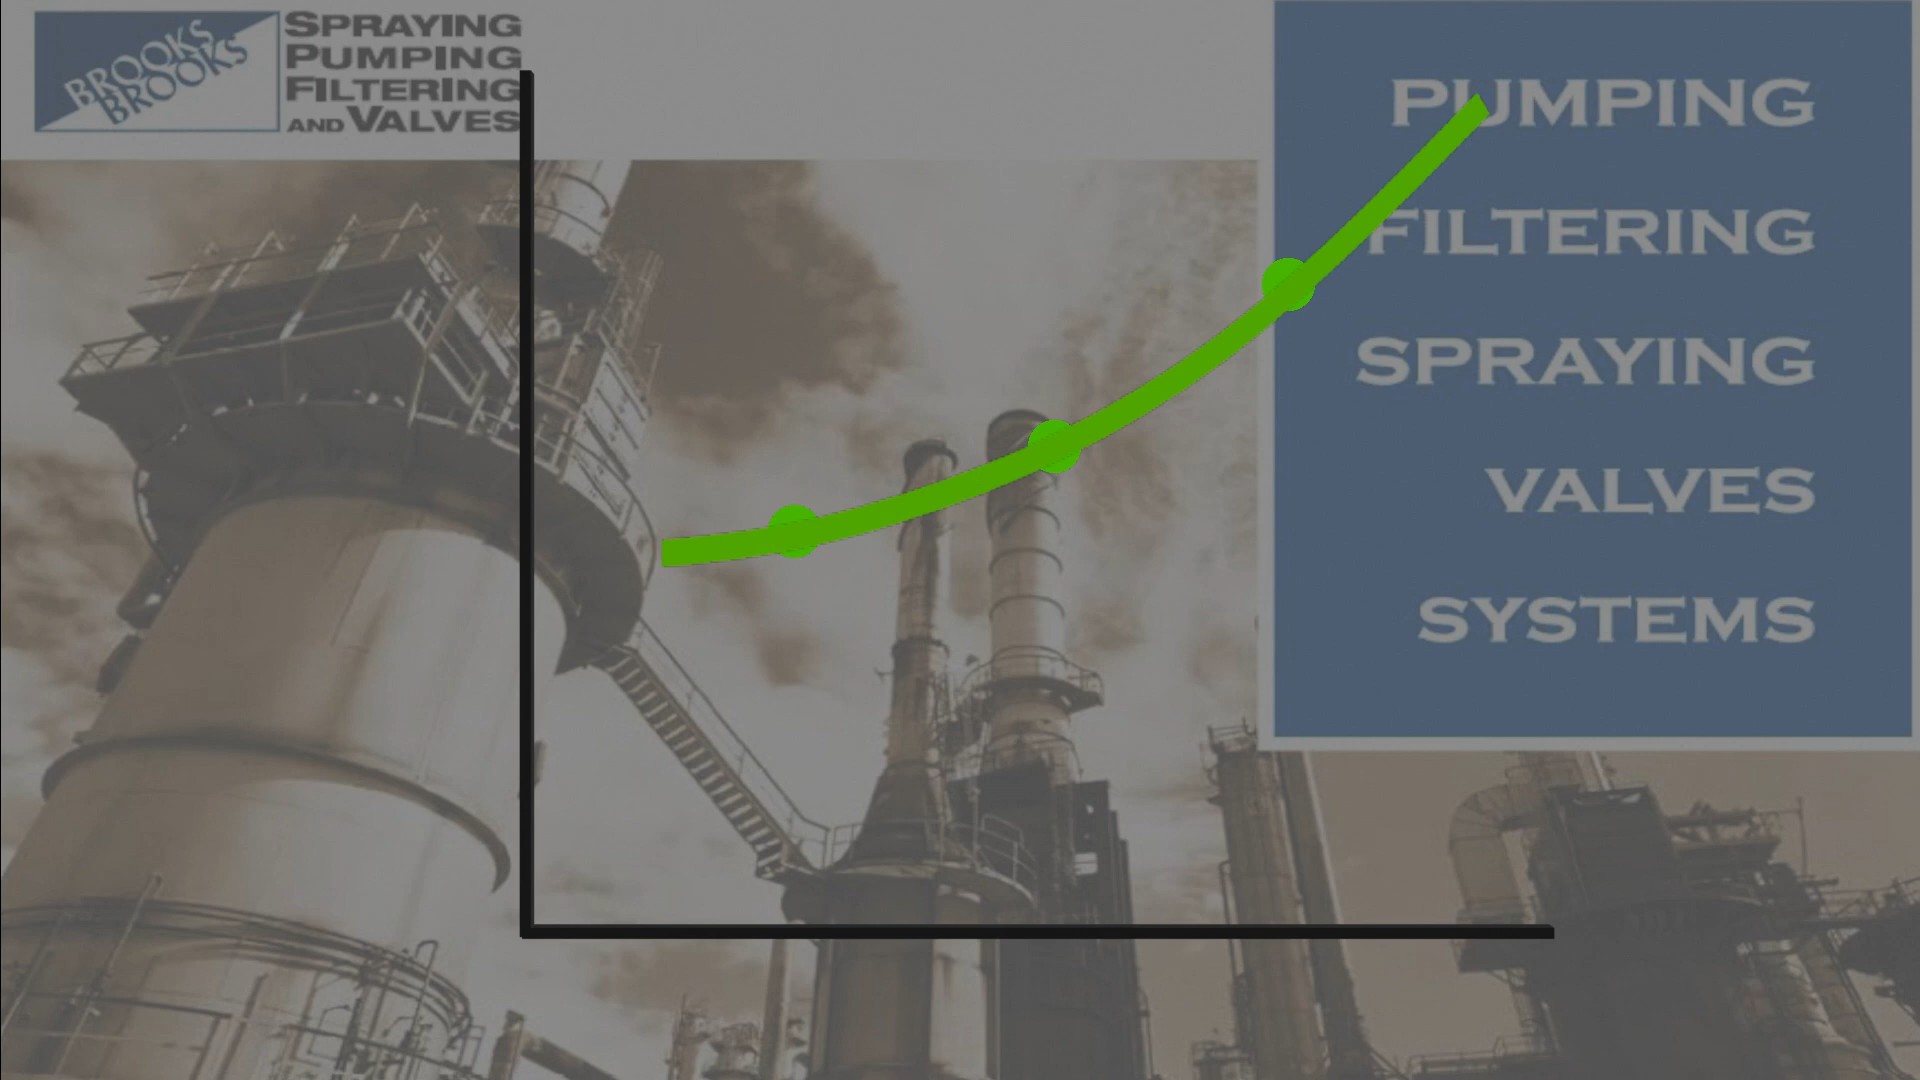 BROOKS
BROOKS
SPRAYING
PUMPING
FILTERING
AND VALVES
PUMPING
FILTERING
SPRAYING
VALVES
SYSTEMS